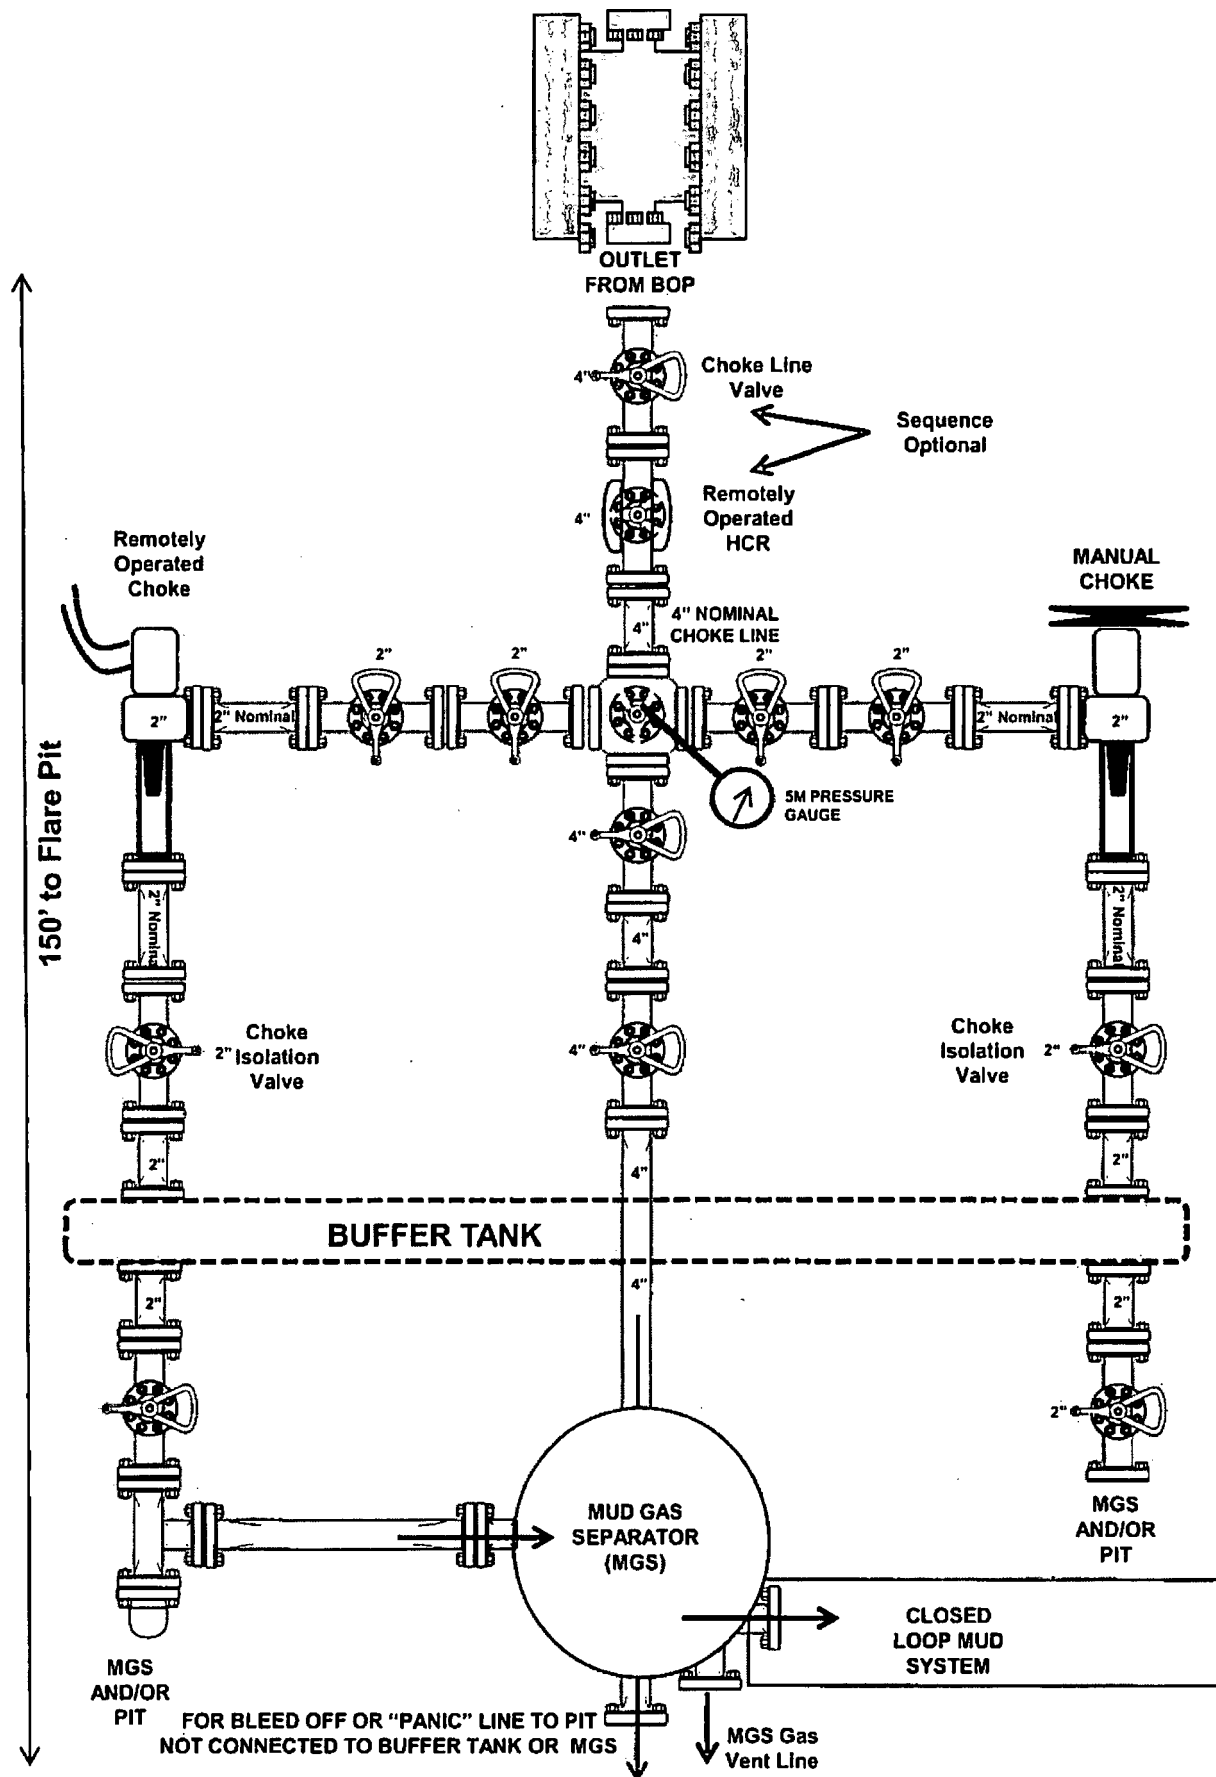 OUTLET
FROM BOP
4"
Choke Line
Valve
Sequence
Optional
4"
Remotely
Operated
HCR
Remotely
Operated
Choke
MANUAL
CHOKE
4"
4" NOMINAL
CHOKE LINE
2"
2"
2"
2"
2"
2" Nominal
2" Nominal
2"
5M PRESSURE
GAUGE
4"
150' to Flare Pit
2" Nominal
4"
2" Nominal
2"
Choke
Isolation
Valve
4"
Choke
Isolation
Valve
2"
2"
4"
2"
BUFFER TANK
2"
4"
2"
2"
MUD GAS
SEPARATOR
(MGS)
MGS
AND/OR
PIT
CLOSED
LOOP MUD
SYSTEM
MGS
AND/OR
PIT
FOR BLEED OFF OR "PANIC" LINE TO PIT
NOT CONNECTED TO BUFFER TANK OR MGS
MGS Gas
Vent Line